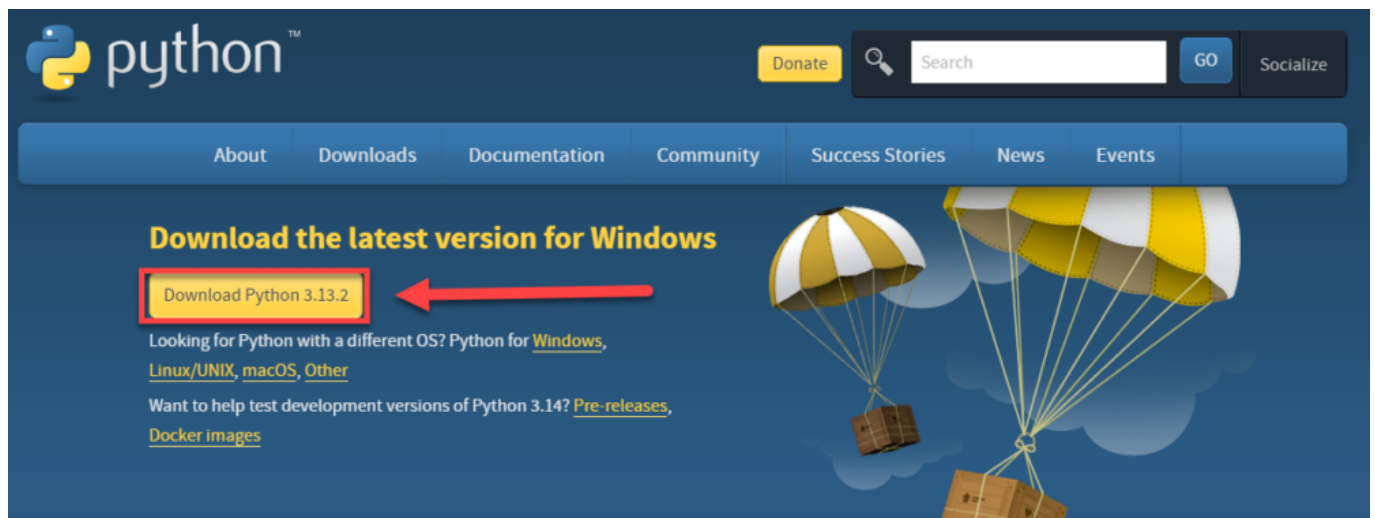 python™
Donate
Search
GO
Socialize
About Downloads Documentation Community Success Stories News Events
Download the latest version for Windows
Download Python 3.13.2
Looking for Python with a different OS? Python for Windows,
Linux/UNIX, macOS, Other
Want to help test development versions of Python 3.14? Pre-releases,
Docker images